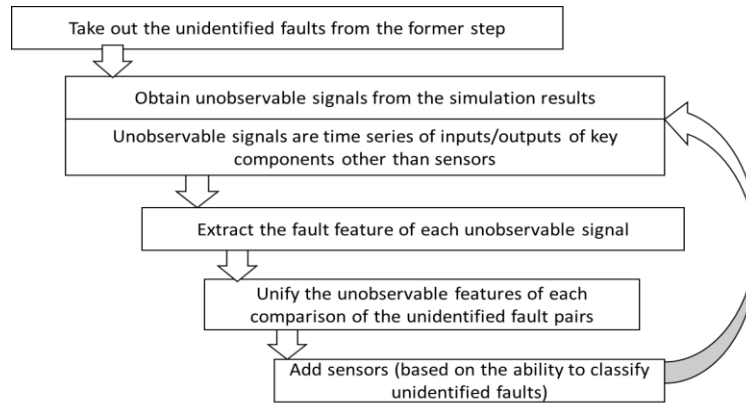 Take out the unidentified faults from the former step
Obtain unobservable signals from the simulation results
Unobservable signals are time series of inputs/outputs of key
components other than sensors
Extract the fault feature of each unobservable signal
Unify the unobservable features of each
comparison of the unidentified fault pairs
Add sensors (based on the ability to classify
unidentified faults)